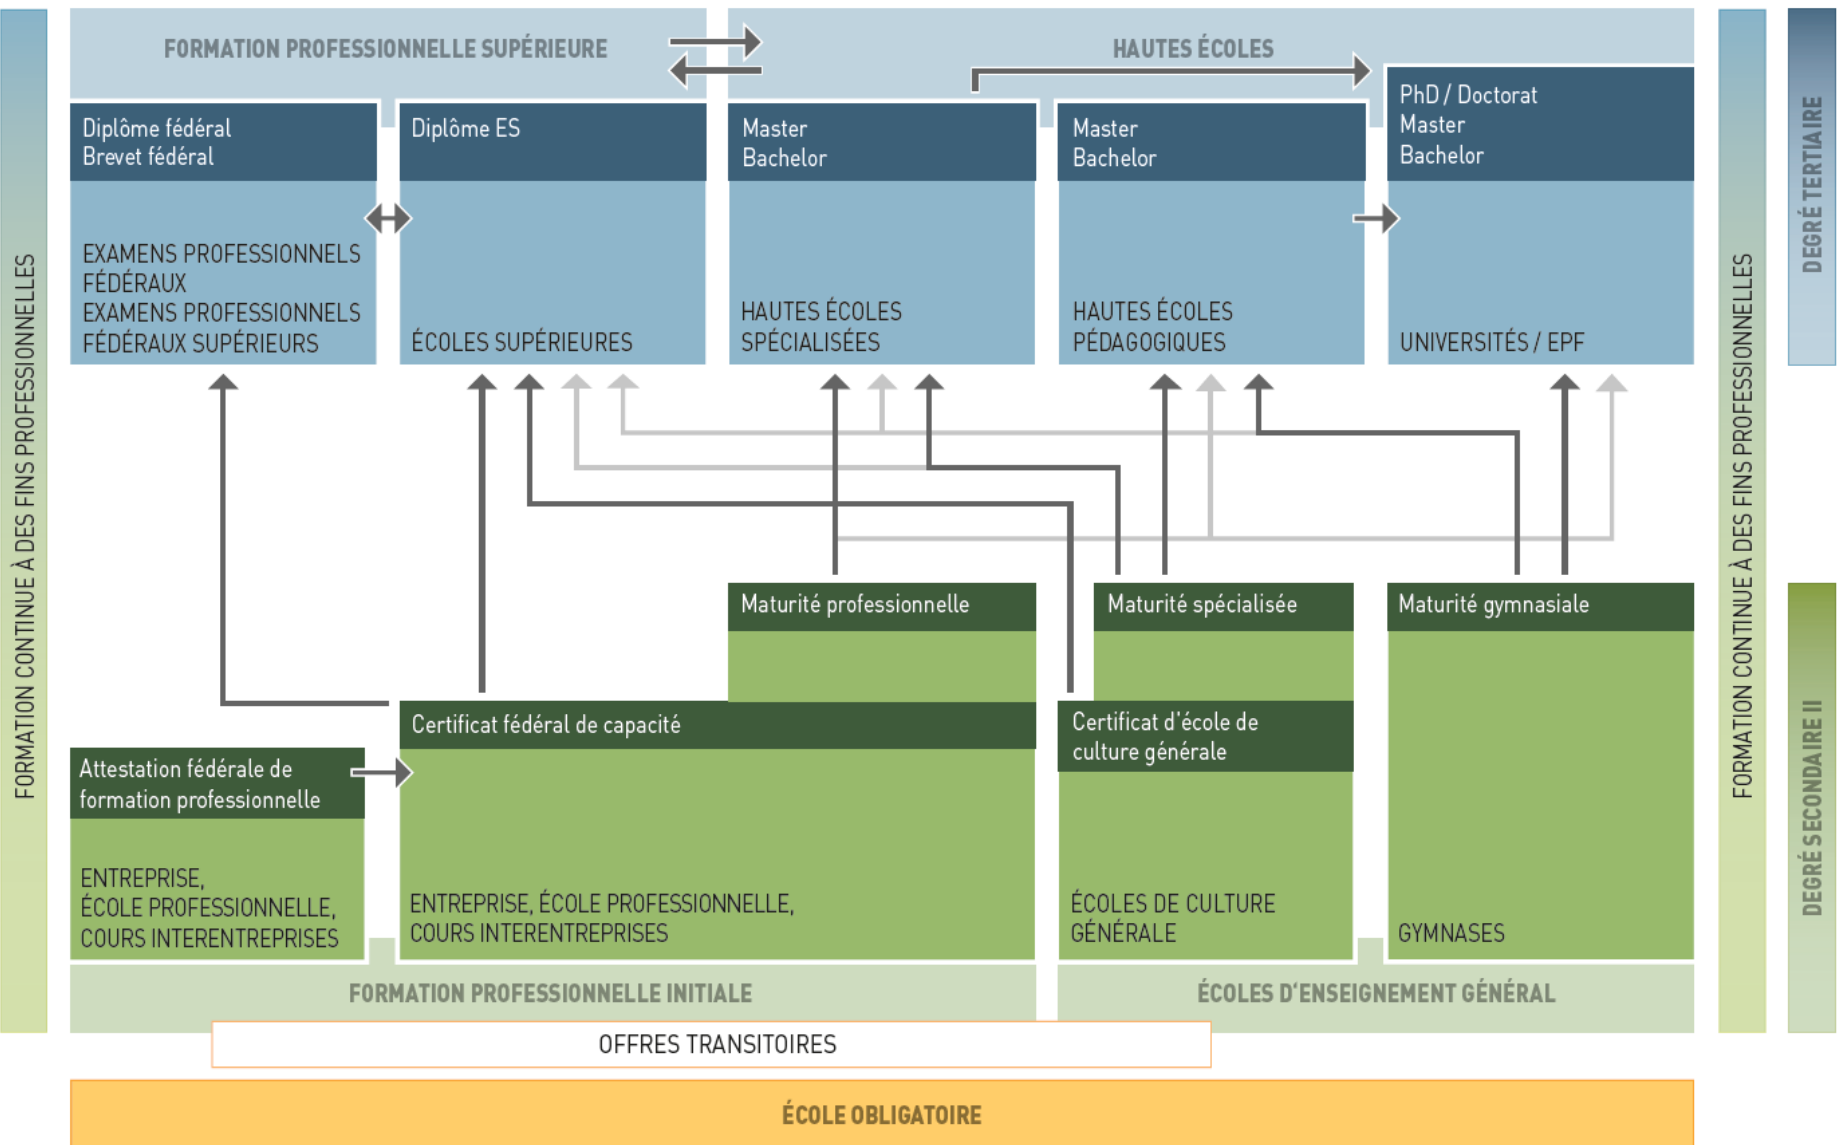 FORMATION PROFESSIONNELLE SUPÉRIEURE
HAUTES ÉCOLES
Diplôme fédéral
Brevet fédéral
EXAMENS PROFESSIONNELS
FÉDÉRAUX
EXAMENS PROFESSIONNELS
FÉDÉRAUX SUPÉRIEURS
Diplôme ES
ÉCOLES SUPÉRIEURES
Master
Bachelor
HAUTES ÉCOLES
SPÉCIALISÉES
Master
Bachelor
HAUTES ÉCOLES
PÉDAGOGIQUES
PhD / Doctorat
Master
Bachelor
UNIVERSITÉS / EPF
FORMATION CONTINUE À DES FINS PROFESSIONNELLES
FORMATION CONTINUE À DES FINS PROFESSIONNELLES
DEGRÉ TERTIAIRE
DEGRÉ SECONDAIRE II
Maturité professionnelle
Maturité spécialisée
Maturité gymnasiale
Certificat fédéral de capacité
Certificat d'école de
culture générale
Attestation fédérale de
formation professionnelle
ENTREPRISE,
ÉCOLE PROFESSIONNELLE,
COURS INTERENTREPRISES
ENTREPRISE, ÉCOLE PROFESSIONNELLE,
COURS INTERENTREPRISES
ÉCOLES DE CULTURE
GÉNÉRALE
GYMNASES
FORMATION PROFESSIONNELLE INITIALE
ÉCOLES D'ENSEIGNEMENT GÉNÉRAL
OFFRES TRANSITOIRES
ÉCOLE OBLIGATOIRE